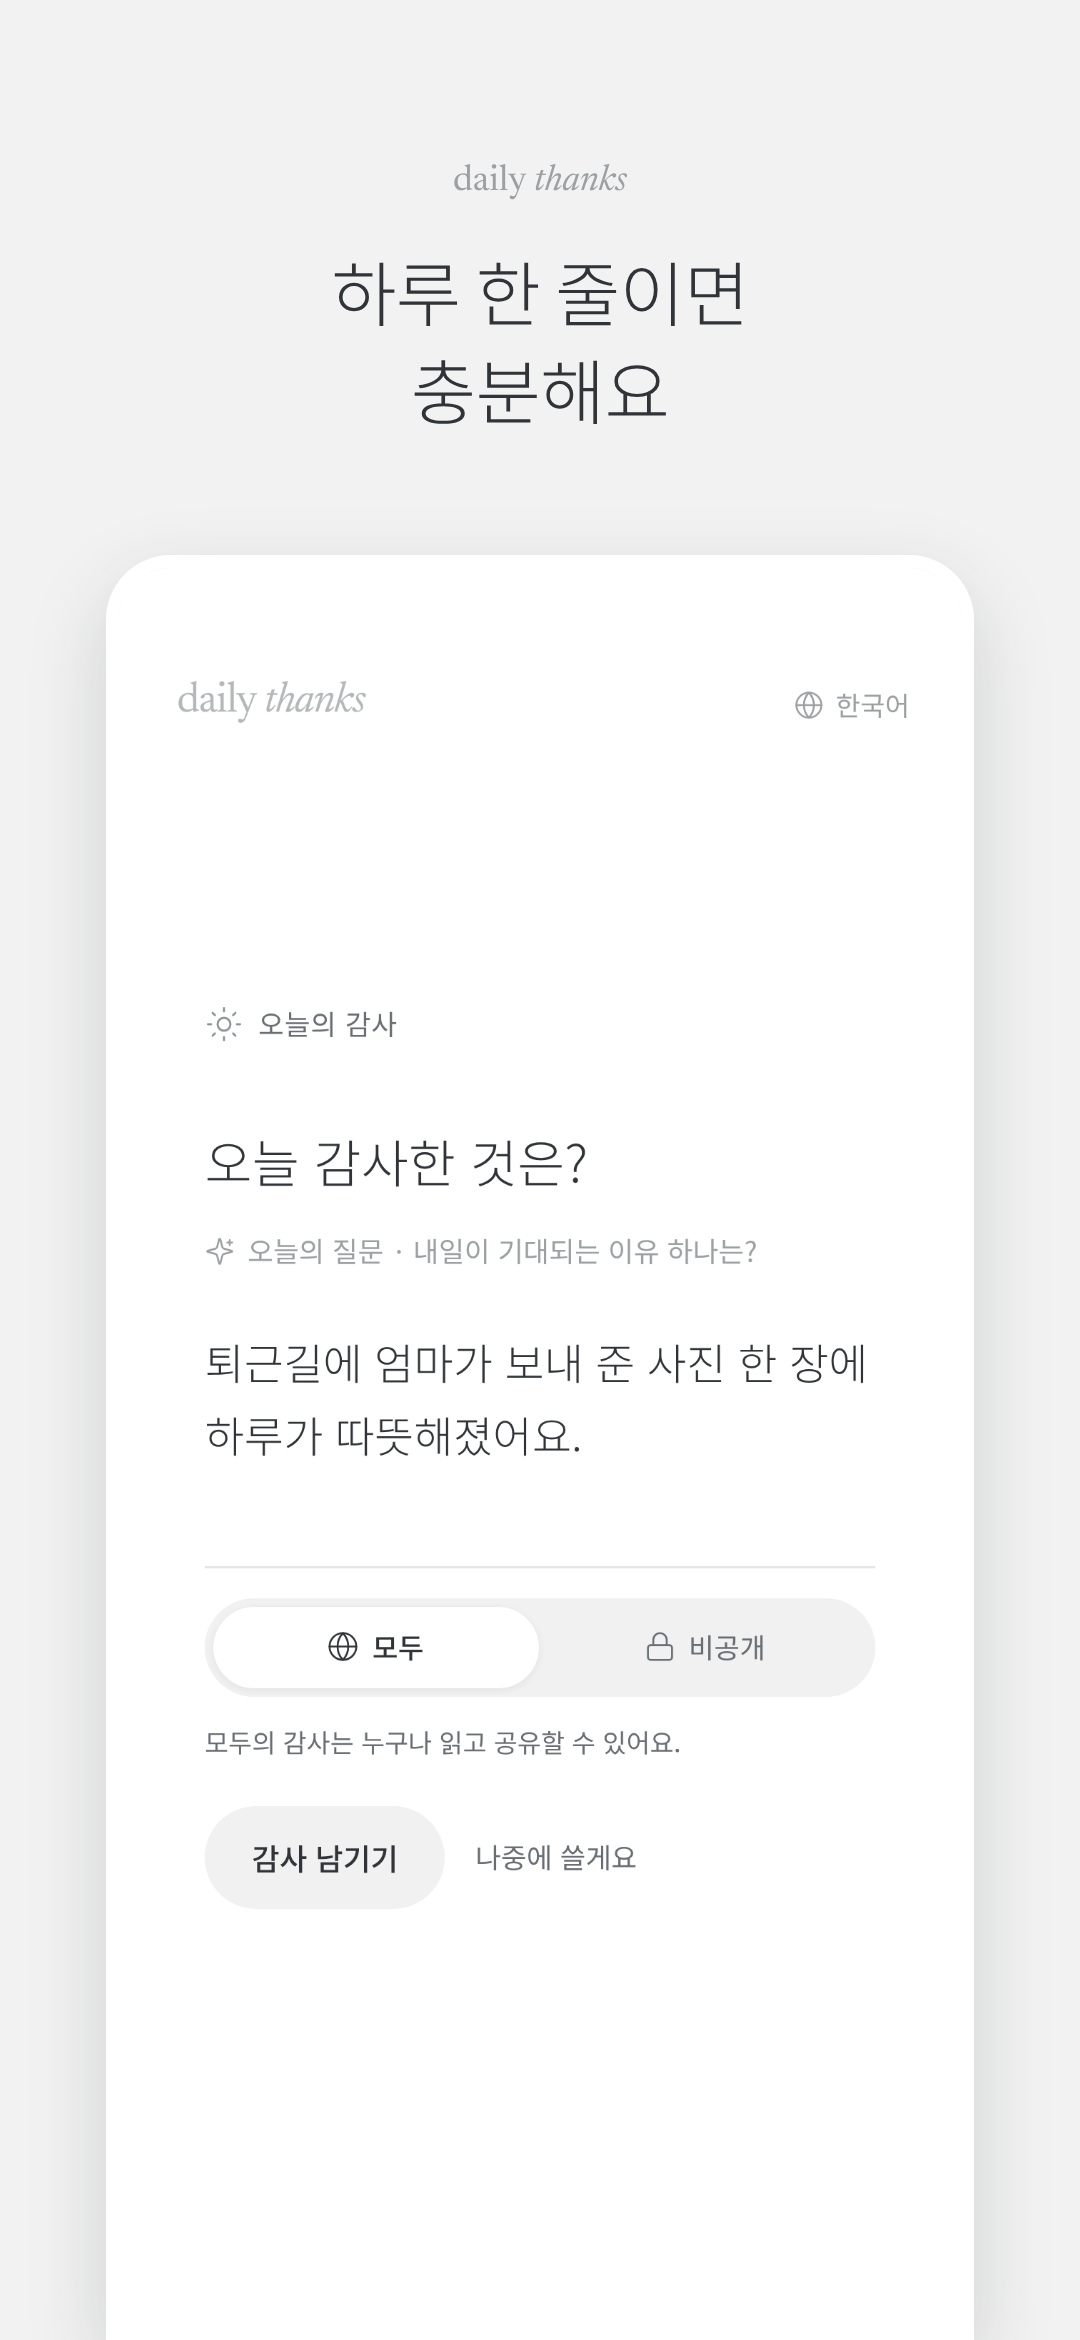 daily thanks
하루 한 줄이면
충분해요
daily thanks
한국어
오늘의 감사
오늘 감사한 것은?
오늘의 질문 · 내일이 기대되는 이유 하나는?
퇴근길에 엄마가 보내 준 사진 한 장에
하루가 따뜻해졌어요.
모두
비공개
모두의 감사는 누구나 읽고 공유할 수 있어요.
감사 남기기
나중에 쓸게요